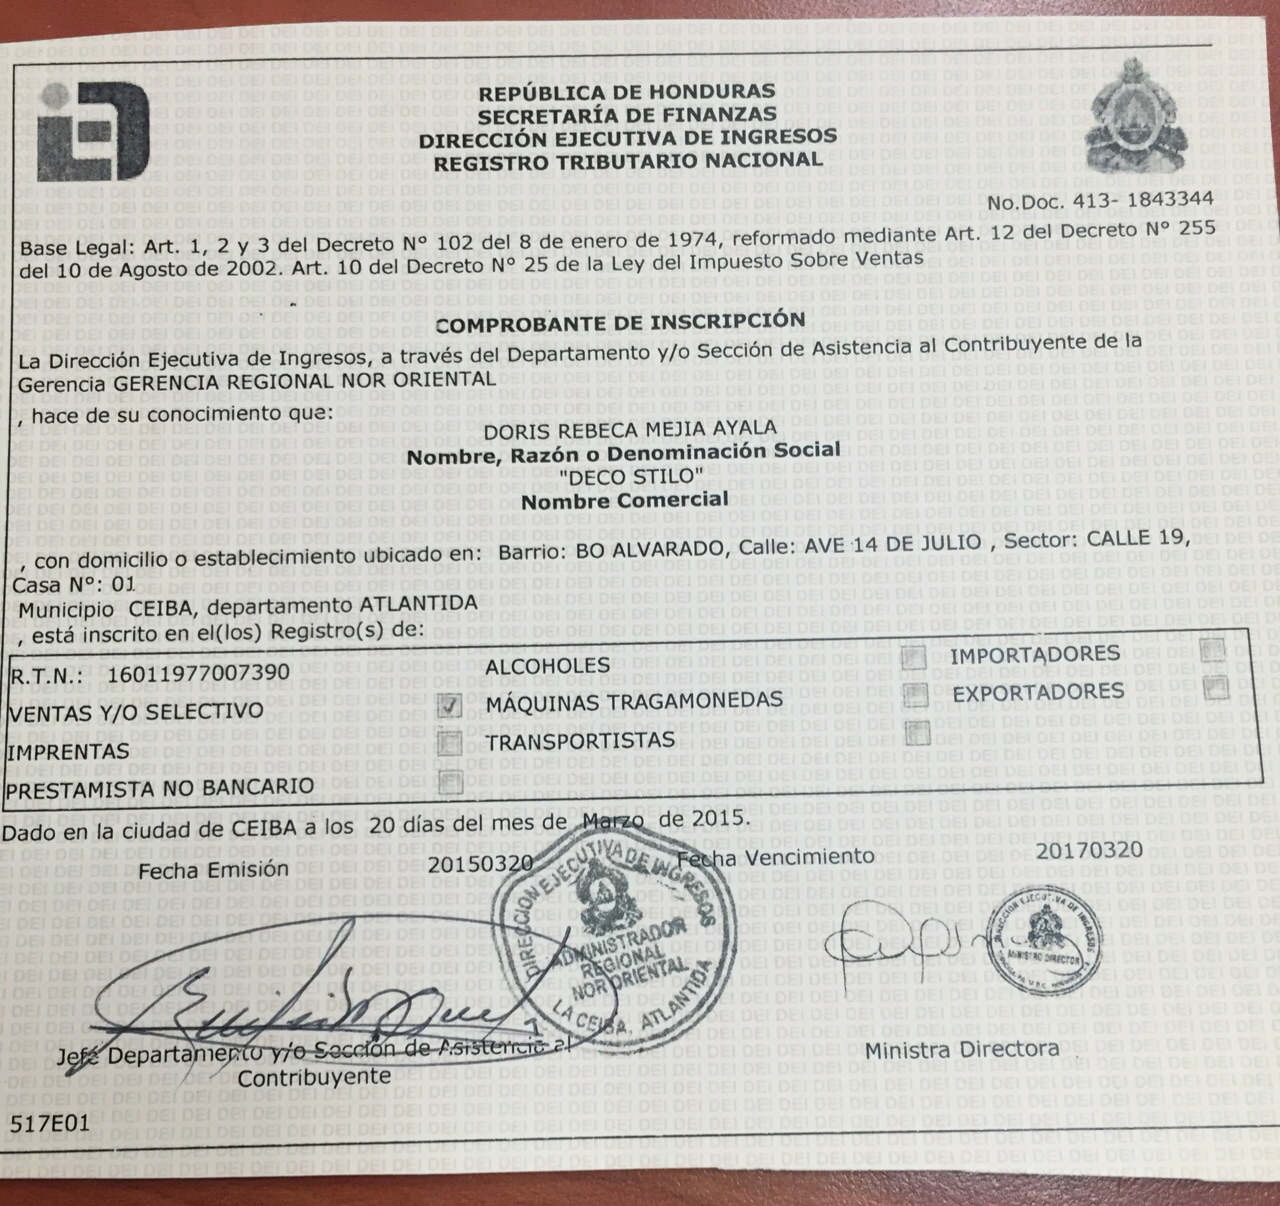 REPÚBLICA DE HONDURAS
SECRETARÍA DE FINANZAS
DIRECCIÓN EJECUTIVA DE INGRESOS
REGISTRO TRIBUTARIO NACIONAL
No.Doc. 413- 1843344
Base Legal: Art. 1, 2 y 3 del Decreto N° 102 del 8 de enero de 1974, reformado mediante Art. 12 del Decreto N° 255
del 10 de Agosto de 2002. Art. 10 del Decreto N° 25 de la Ley del Impuesto Sobre Ventas
COMPROBANTE DE INSCRIPCIÓN
La Dirección Ejecutiva de Ingresos, a través del Departamento y/o Sección de Asistencia al Contribuyente de la
Gerencia GERENCIA REGIONAL NOR ORIENTAL
, hace de su conocimiento que:
DORIS REBECA MEJIA AYALA
Nombre, Razón o Denominación Social
"DECO STILO"
Nombre Comercial
, con domicilio o establecimiento ubicado en: Barrio: BO ALVARADO, Calle: AVE 14 DE JULIO , Sector: CALLE 19,
Casa N°: 01
Municipio CEIBA, departamento ATLANTIDA
, está inscrito en el(los) Registro(s) de:
R.T.N.: 16011977007390 ALCOHOLES IMPORTADORES
VENTAS Y/O SELECTIVO MÁQUINAS TRAGAMONEDAS EXPORTADORES
IMPRENTAS TRANSPORTISTAS
PRESTAMISTA NO BANCARIO
Dado en la ciudad de CEIBA a los 20 días del mes de Marzo de 2015.
Fecha Emisión 20150320 Fecha Vencimiento 20170320
DIRECCION EJECUTIVA DE INGRESOS
ADMINISTRADOR
REGIONAL
NOR ORIENTAL
LA CEIBA, ATLANTIDA
DIRECCION EJECUTIVA DE INGRESOS
MINISTRO DIRECTOR
Jefe Departamento y/o Sección de Asistencia al
Contribuyente
Ministra Directora
517E01